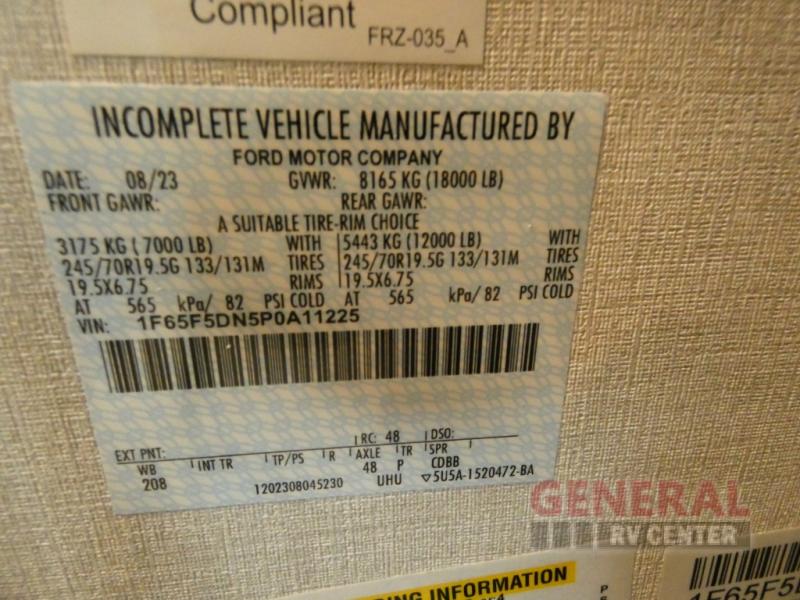 Compliant
FRZ-035_A
INCOMPLETE VEHICLE MANUFACTURED BY
FORD MOTOR COMPANY
DATE: 08/23 GVWR: 8165 KG (18000 LB)
FRONT GAWR: REAR GAWR:
A SUITABLE TIRE-RIM CHOICE
3175 KG ( 7000 LB) WITH 5443 KG (12000 LB) WITH
245/70R19.5G 133/131M TIRES 245/70R19.5G 133/131M TIRES
19.5X6.75 RIMS 19.5X6.75 RIMS
AT 565 kPa/ 82 PSI COLD AT 565 kPa/ 82 PSI COLD
VIN: 1F65F5DN5P0A11225
EXT PNT: RC: 48 DSO:
WB INT TR TP/PS R AXLE TR SPR
208 48 P CDBB
1202308045230 UHU ▽5U5A-1520472-BA
GENERAL
RV CENTER
ING INFORMATION
1F65F5